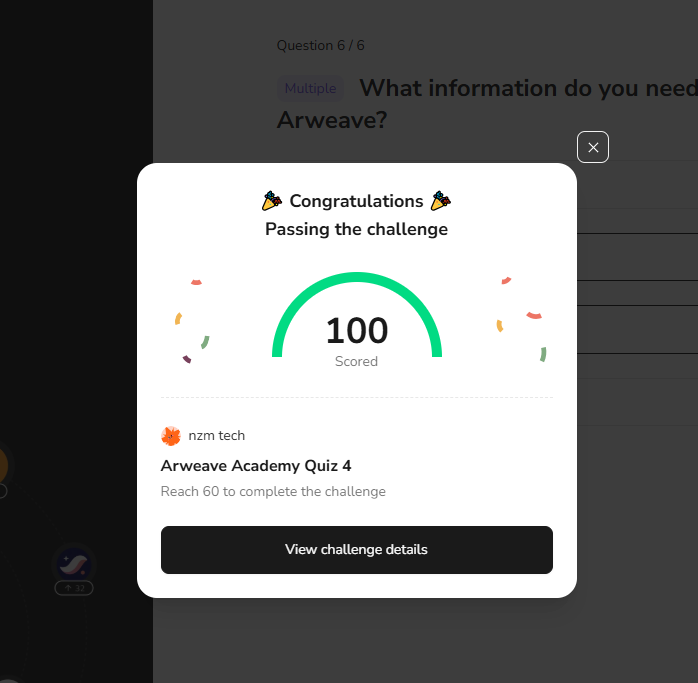 Question 6 / 6
Multiple What information do you need
Arweave?
Congratulations
Passing the challenge
100
Scored
nzm tech
Arweave Academy Quiz 4
Reach 60 to complete the challenge
View challenge details
32